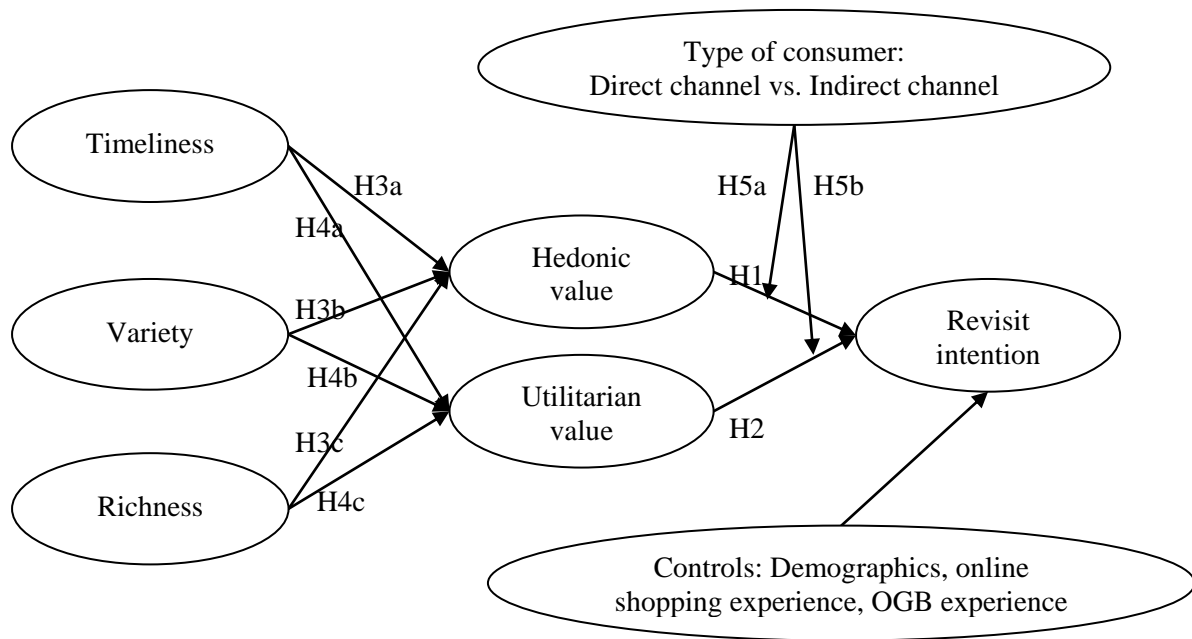 Type of consumer:
Direct channel vs. Indirect channel
Timeliness
H3a
H5a
H5b
H4a
Hedonic
value
H1
H3b
Variety
Revisit
intention
H4b
Utilitarian
value
H2
H3c
Richness
H4c
Controls: Demographics, online
shopping experience, OGB experience